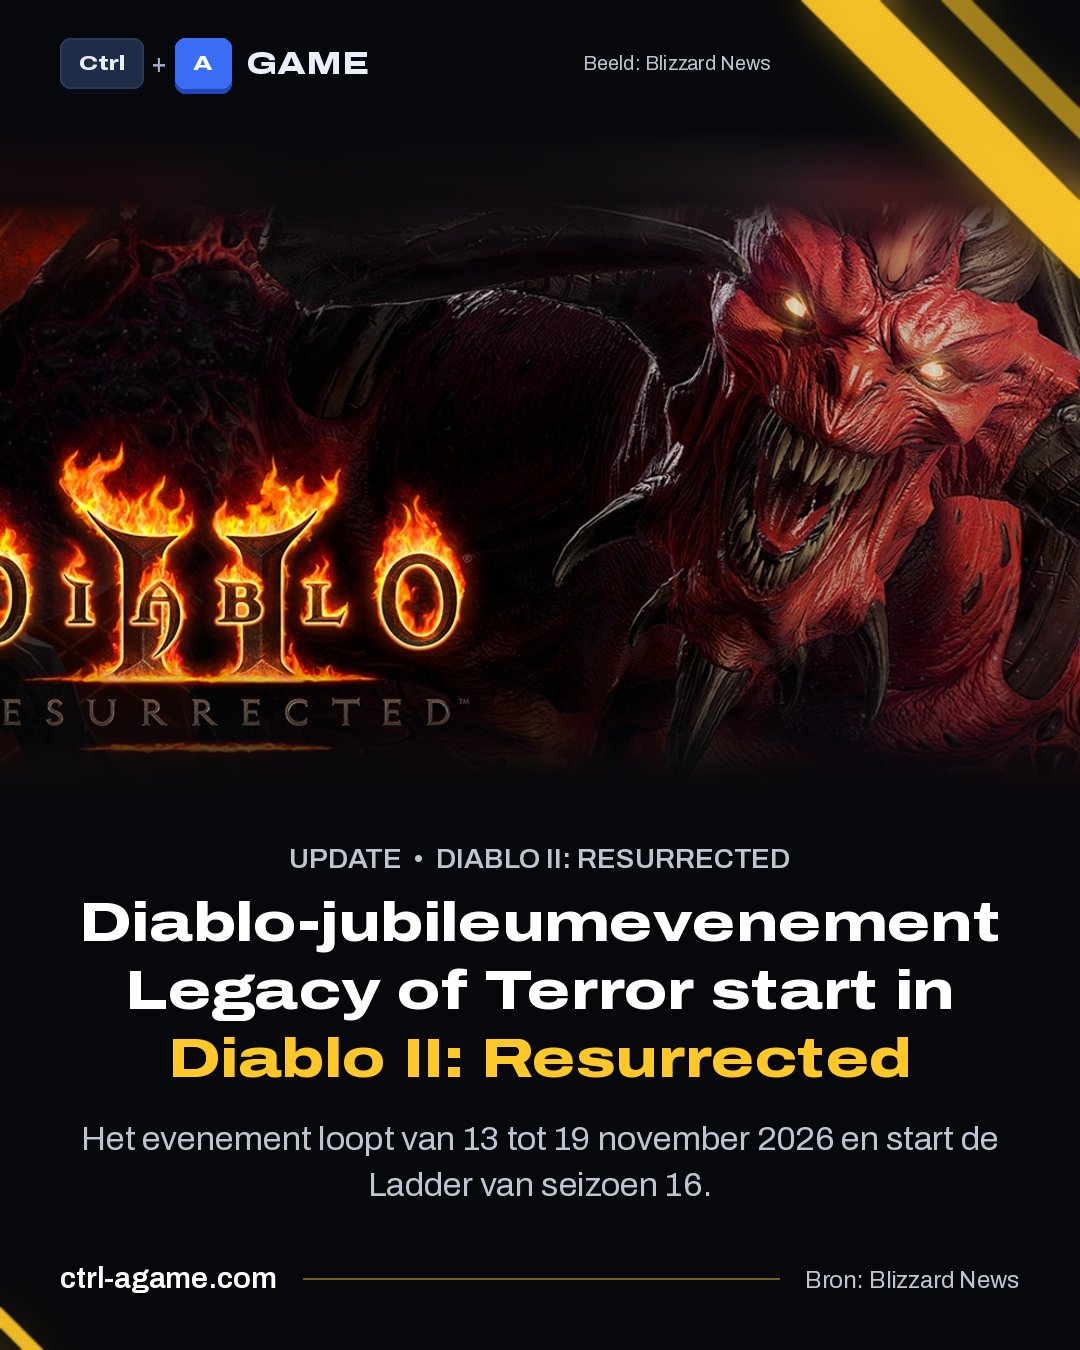 Ctrl + A GAME
Beeld: Blizzard News
DIABLO®
II
ESURRECTED™
UPDATE • DIABLO II: RESURRECTED
Diablo-jubileumevenement
Legacy of Terror start in
Diablo II: Resurrected
Het evenement loopt van 13 tot 19 november 2026 en start de
Ladder van seizoen 16.
ctrl-agame.com
Bron: Blizzard News